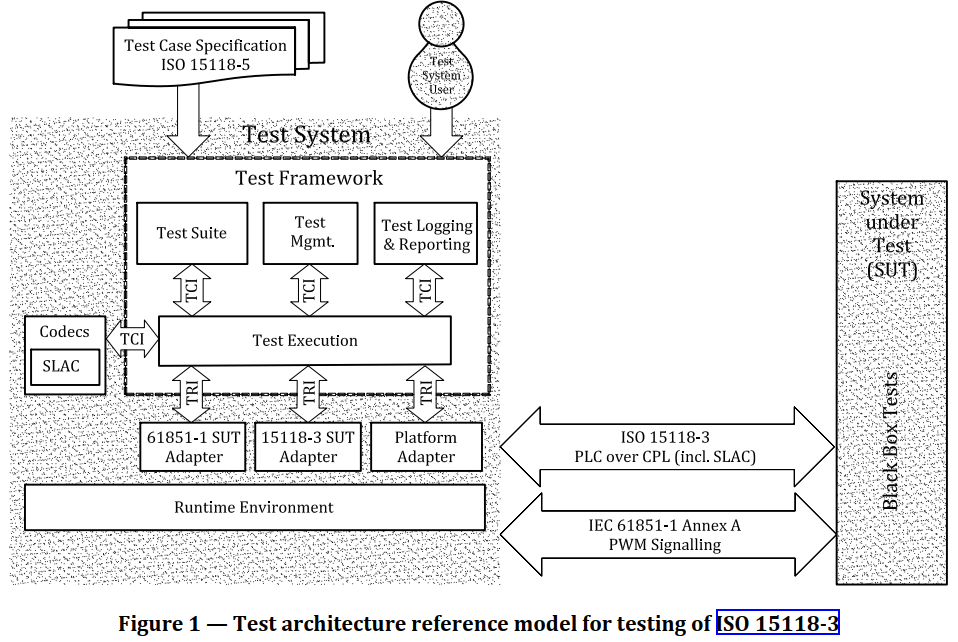 Test Case Specification
ISO 15118-5
Test
System
User
Test System
Test Framework
Test Suite
Test
Mgmt.
Test Logging
& Reporting
TCI
TCI
TCI
Codecs
SLAC
TCI
Test Execution
TRI
TRI
TRI
61851-1 SUT
Adapter
15118-3 SUT
Adapter
Platform
Adapter
Runtime Environment
System
under
Test
(SUT)
Black Box Tests
ISO 15118-3
PLC over CPL (incl. SLAC)
IEC 61851-1 Annex A
PWM Signalling
Figure 1 — Test architecture reference model for testing of ISO 15118-3